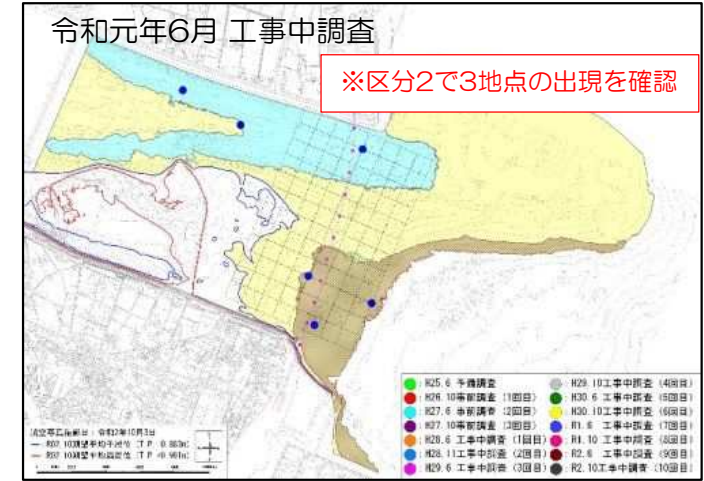 令和元年6月 工事中調査
※区分2で3地点の出現を確認
H25.6 予備調査
H26.10事前調査（1回目）
H27.6 事前調査（2回目）
H27.10事前調査（3回目）
H28.6 工事中調査（1回目）
H28.11工事中調査（2回目）
H29.6 工事中調査（3回目）
H29.10工事中調査（4回目）
H30.6 工事中調査（5回目）
H30.10工事中調査（6回目）
R1.6 工事中調査（7回目）
R1.10 工事中調査（8回目）
R2.6 工事中調査（9回目）
R2.10工事中調査（10回目）